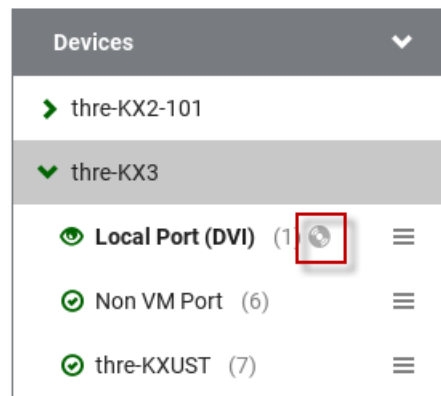 Devices
thre-KX2-101
thre-KX3
Local Port (DVI) (1)
Non VM Port (6)
thre-KXUST (7)